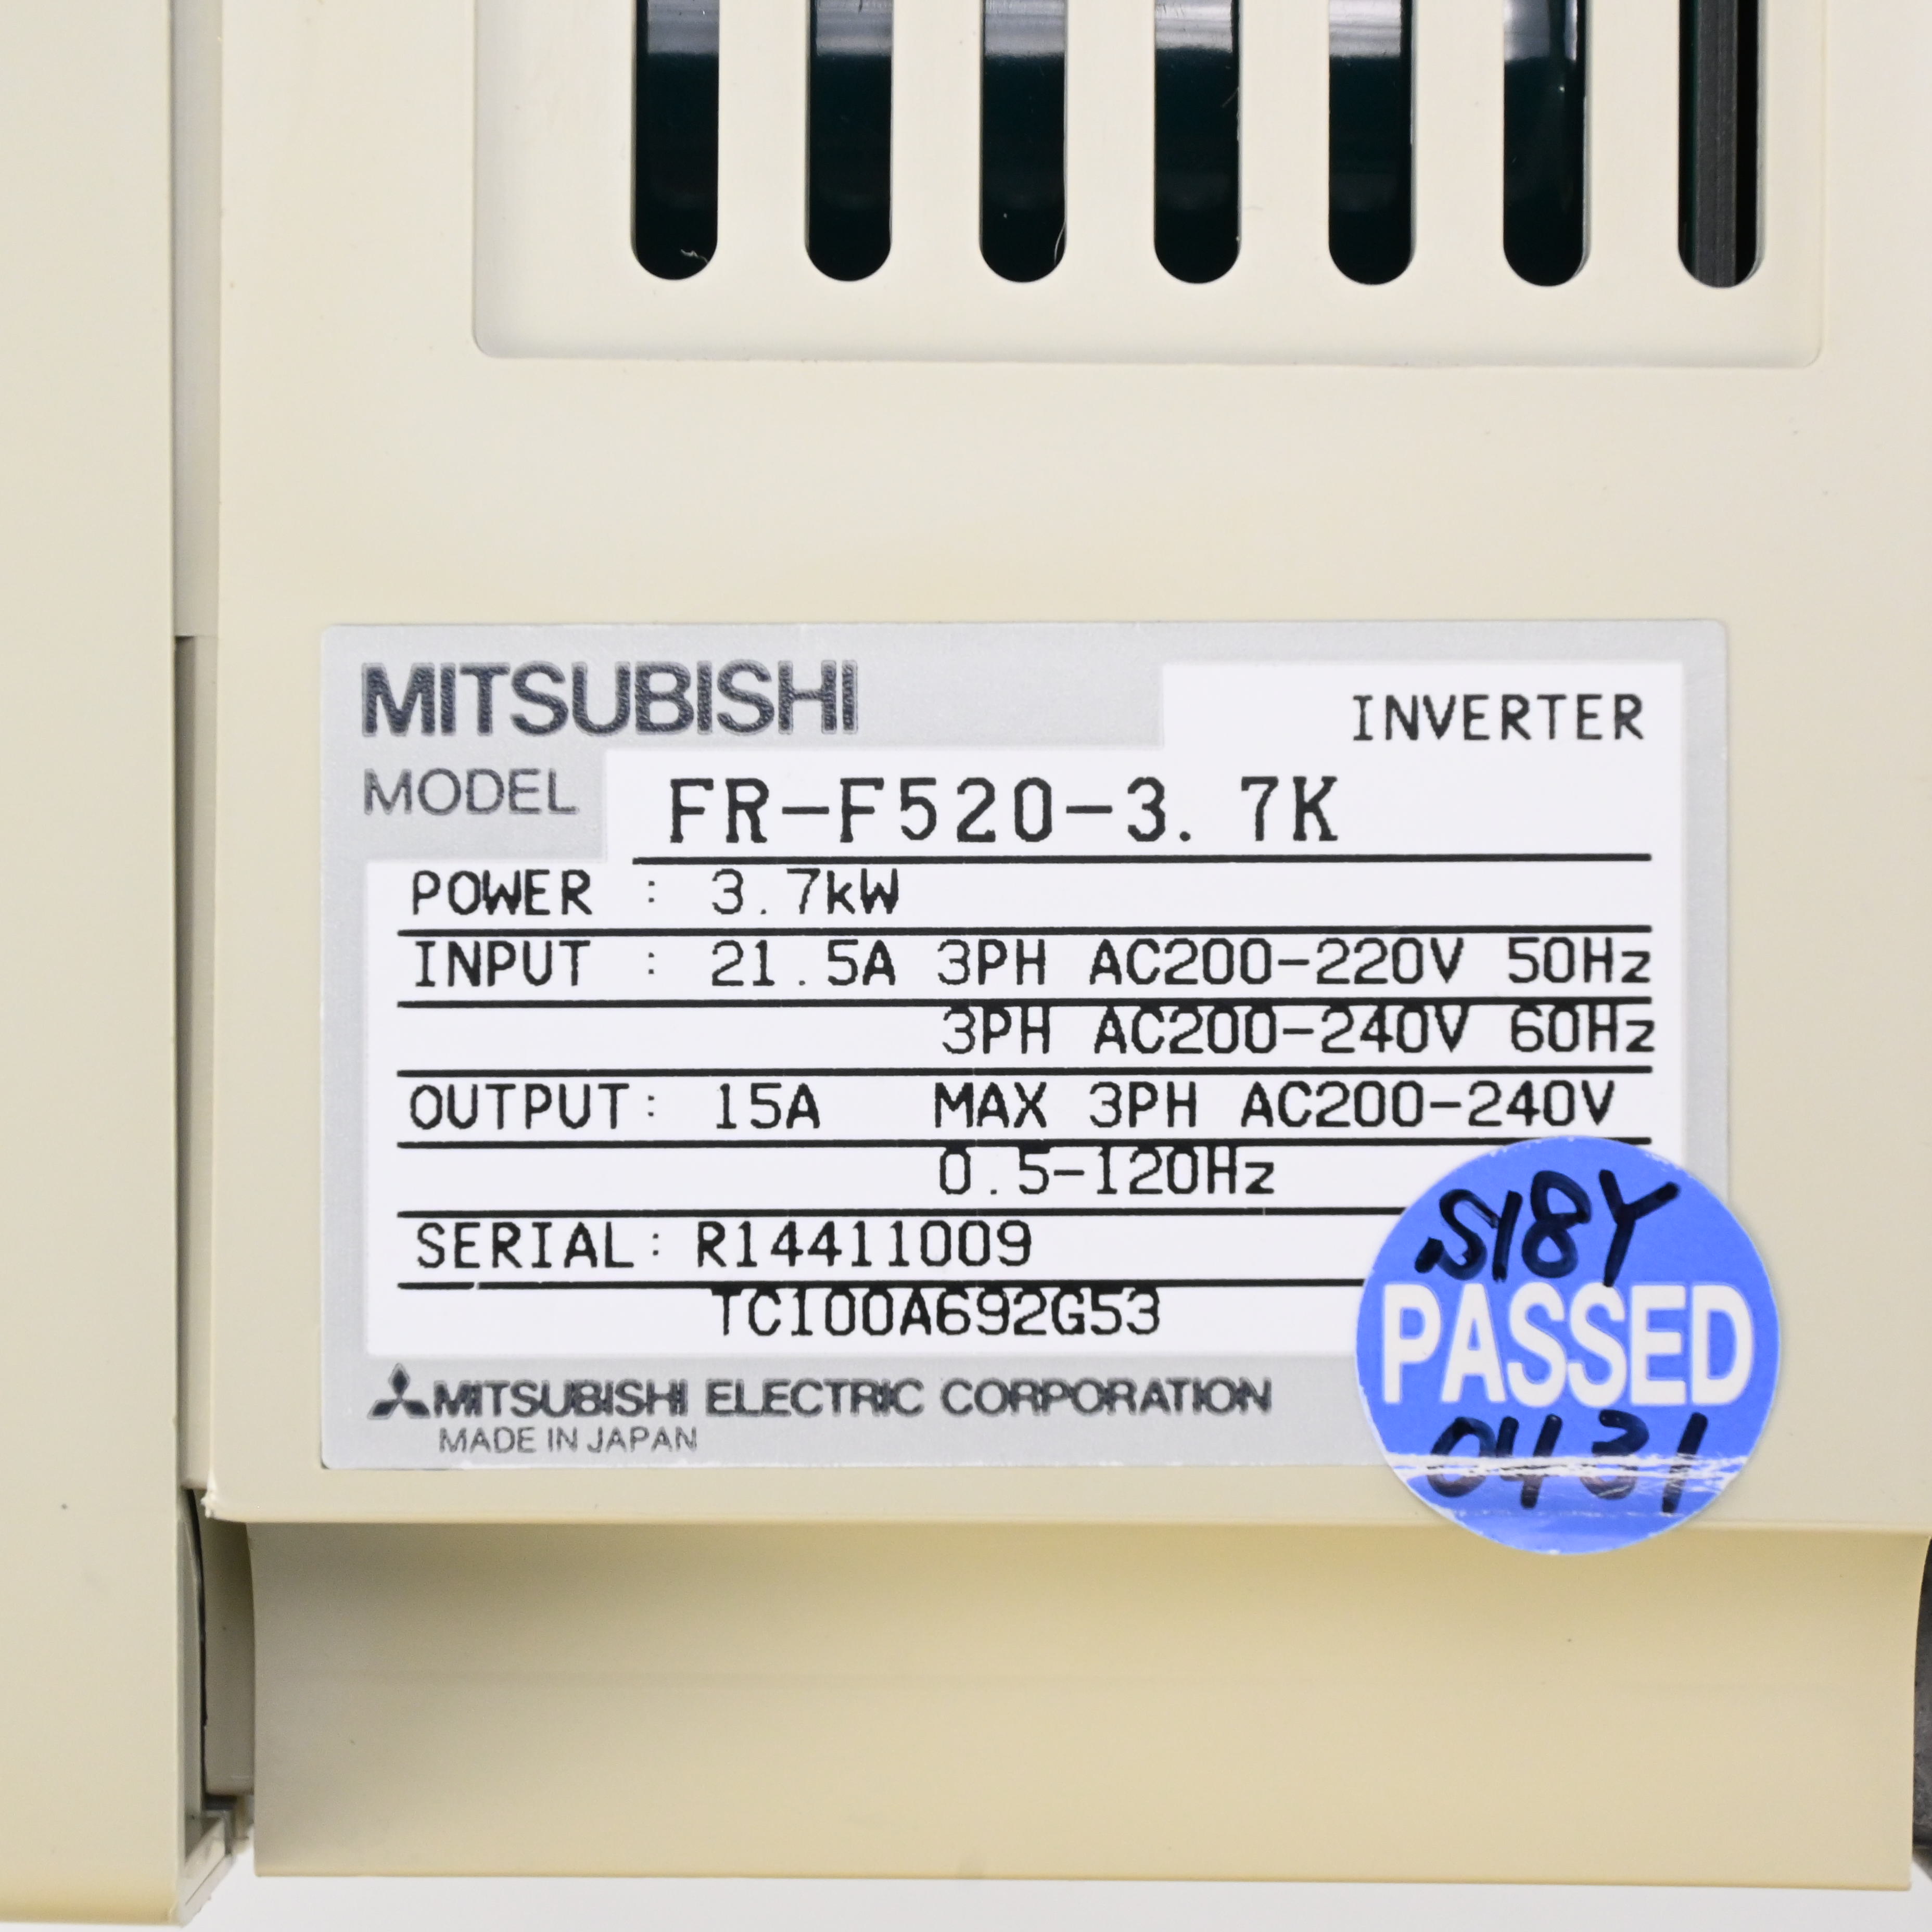 MITSUBISHI
INVERTER
MODEL FR-F520-3.7K
POWER : 3.7kW
INPUT : 21.5A 3PH AC200-220V 50Hz
3PH AC200-240V 60Hz
OUTPUT: 15A MAX 3PH AC200-240V
0.5-120Hz
SERIAL: R14411009
TC100A692G53
MITSUBISHI ELECTRIC CORPORATION
MADE IN JAPAN
S18Y
PASSED
0431